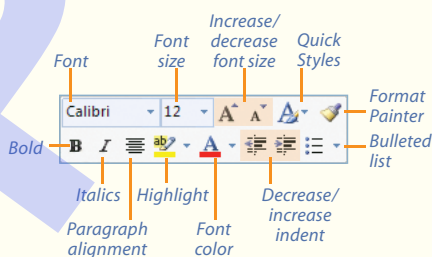 Increase/
decrease
font size
Font
size
Quick
Styles
Font
Format
Painter
Calibri 12 A A A
Bold B I ab A
Bulleted
list
Italics Highlight
Decrease/
increase
indent
Paragraph
alignment
Font
color